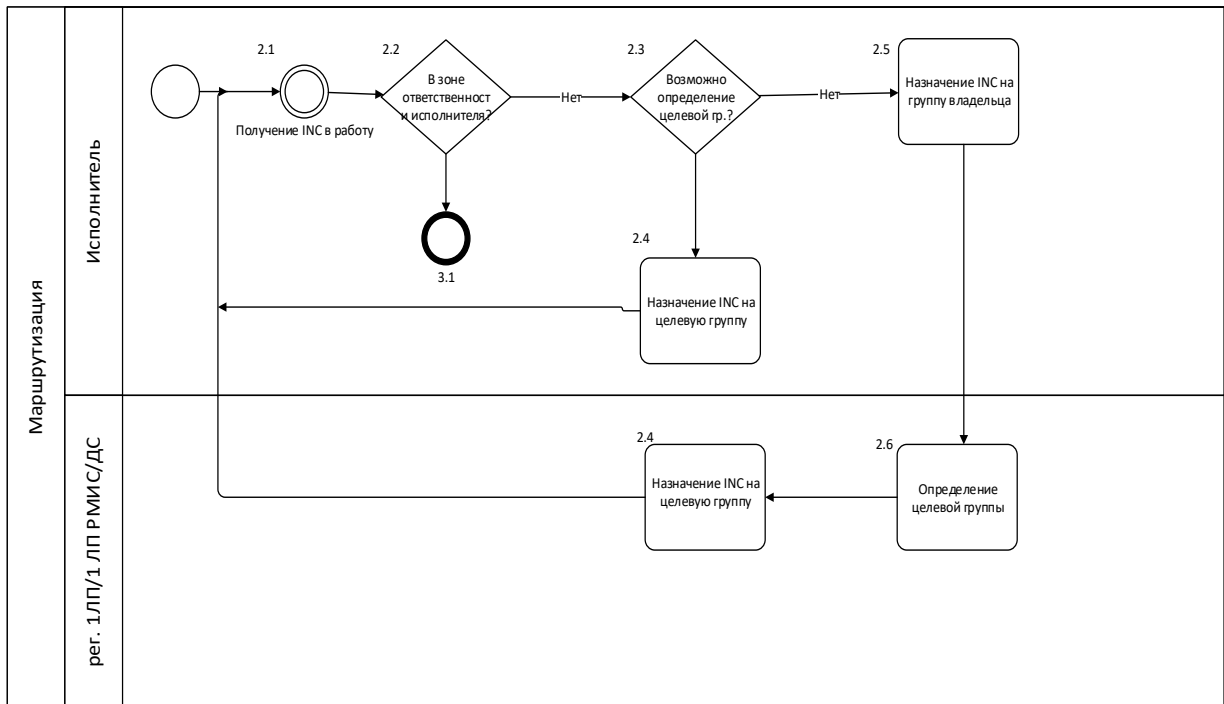 Маршрутизация
Исполнитель
рег. 1ЛП/1 ЛП РМИС/ДС
2.1
Получение INC в работу
2.2
В зоне
ответственност
и исполнителя?
Нет
2.3
Возможно
определение
целевой гр.?
Нет
2.5
Назначение INC на
группу владельца
3.1
2.4
Назначение INC на
целевую группу
2.4
Назначение INC на
целевую группу
2.6
Определение
целевой группы